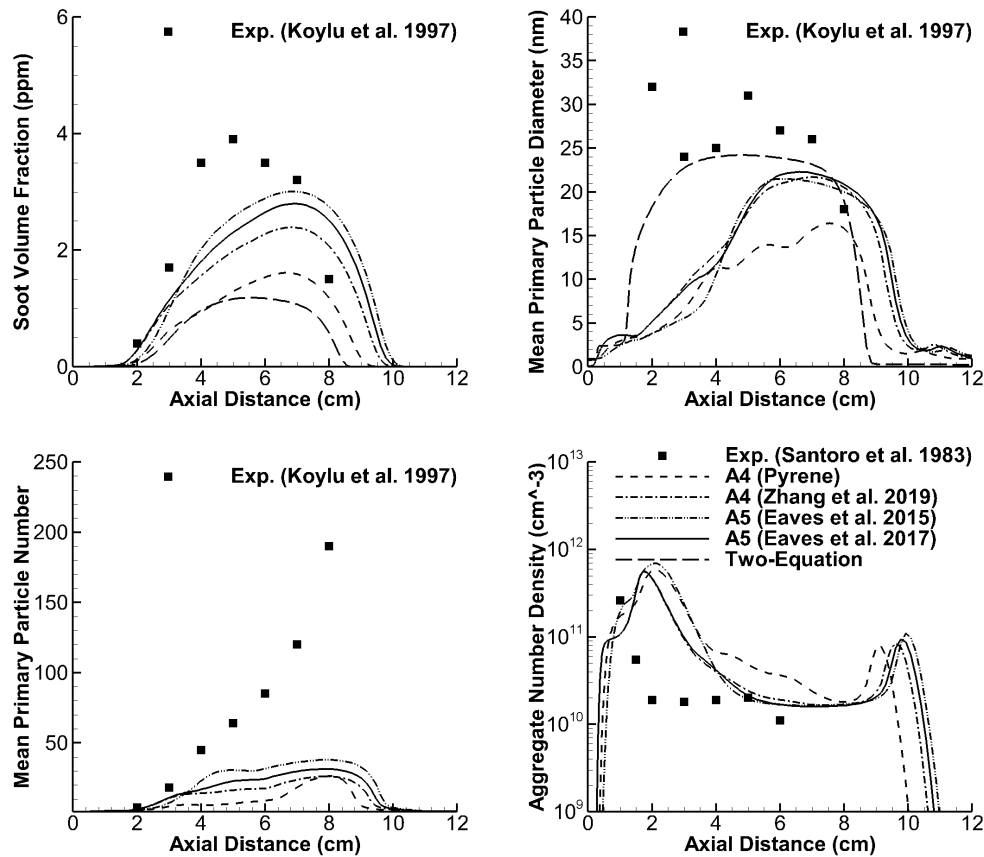 6
4
2
0
Soot Volume Fraction (ppm)
Exp. (Koylu et al. 1997)
0 2 4 6 8 10 12
Axial Distance (cm)
40
35
30
25
20
15
10
5
0
Mean Primary Particle Diameter (nm)
Exp. (Koylu et al. 1997)
0 2 4 6 8 10 12
Axial Distance (cm)
250
200
150
100
50
Mean Primary Particle Number
Exp. (Koylu et al. 1997)
0 2 4 6 8 10 12
Axial Distance (cm)
10^13
10^12
10^11
10^10
10^9
Aggregate Number Density (cm^-3)
Exp. (Santoro et al. 1983)
A4 (Pyrene)
A4 (Zhang et al. 2019)
A5 (Eaves et al. 2015)
A5 (Eaves et al. 2017)
Two-Equation
0 2 4 6 8 10 12
Axial Distance (cm)